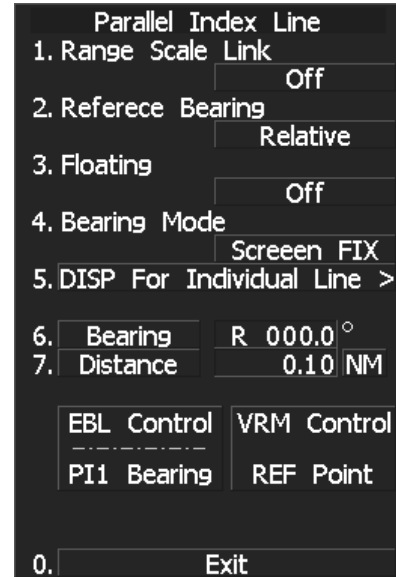 Parallel Index Line
1. Range Scale Link
Off
2. Referece Bearing
Relative
3. Floating
Off
4. Bearing Mode
Screeen FIX
5. DISP For Individual Line >
6. Bearing R 000.0 °
7. Distance 0.10 NM
EBL Control VRM Control
PI1 Bearing REF Point
0. Exit